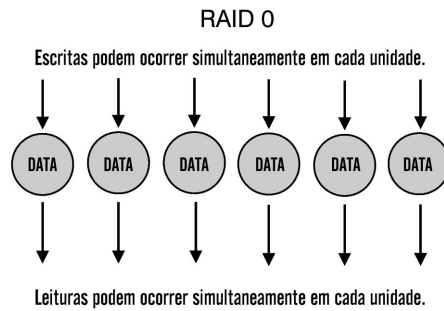 RAID 0
Escritas podem ocorrer simultaneamente em cada unidade.
DATA DATA DATA DATA DATA DATA
Leituras podem ocorrer simultaneamente em cada unidade.